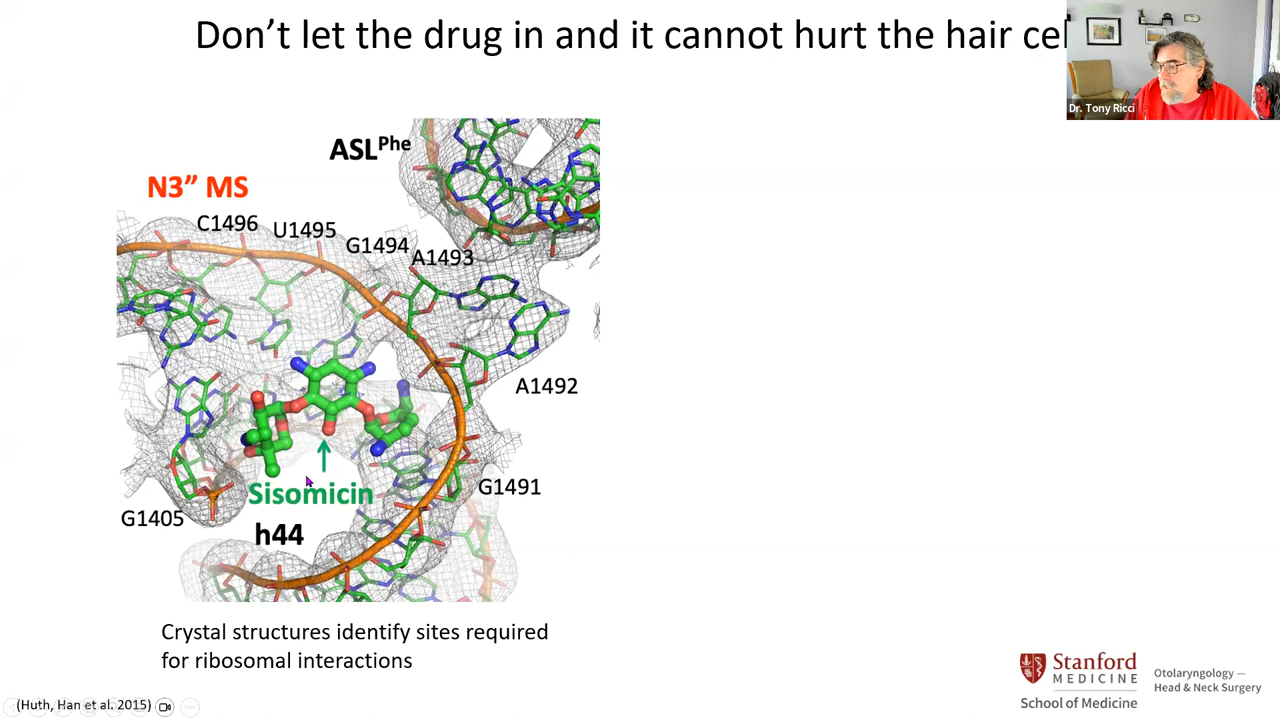 Don’t let the drug in and it cannot hurt the hair cel
Dr. Tony Ricci
ASLPhe
N3” MS
C1496
U1495
G1494
A1493
A1492
Sisomicin
G1491
G1405
h44
Crystal structures identify sites required
for ribosomal interactions
(Huth, Han et al. 2015)
Stanford
MEDICINE
School of Medicine
Otolaryngology —
Head & Neck Surgery